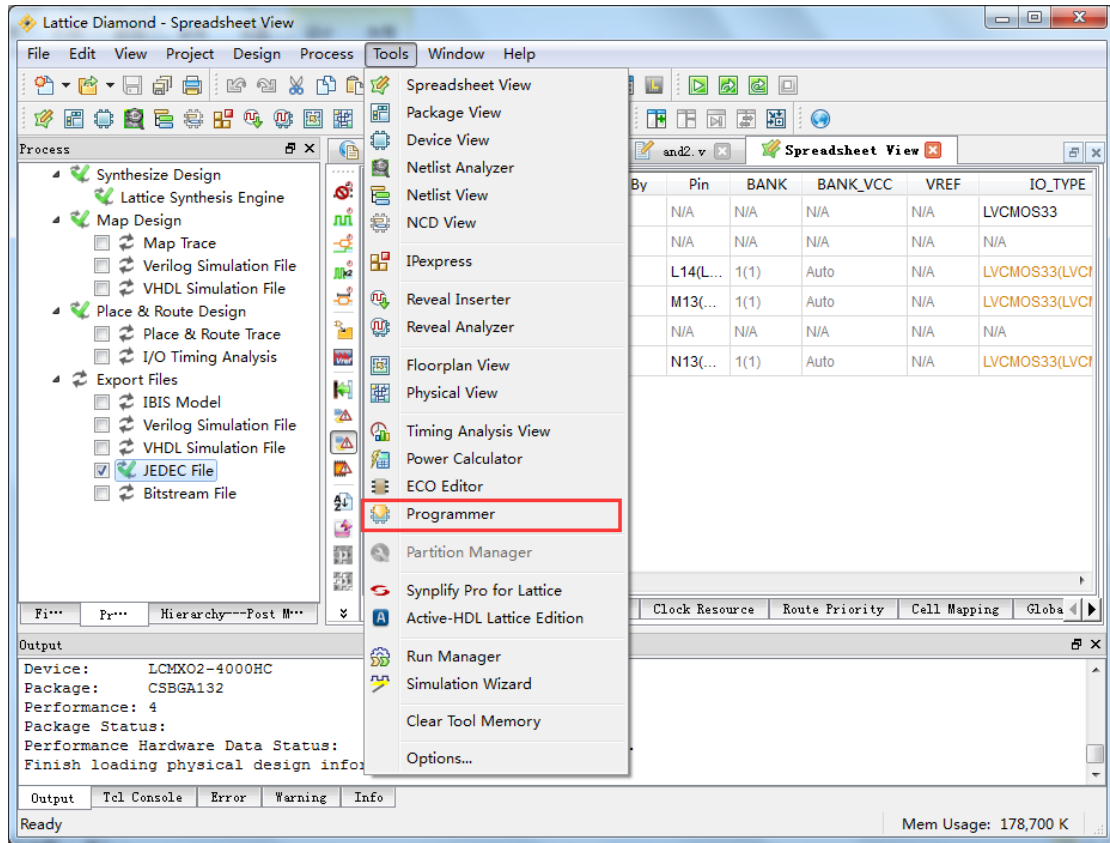 Lattice Diamond - Spreadsheet View
File Edit View Project Design Process Tools Window Help
Process
Synthesize Design
Lattice Synthesis Engine
Map Design
Map Trace
Verilog Simulation File
VHDL Simulation File
Place & Route Design
Place & Route Trace
I/O Timing Analysis
Export Files
IBIS Model
Verilog Simulation File
VHDL Simulation File
JEDEC File
Bitstream File
Fi··· Pr··· Hierarchy---Post M···
Spreadsheet View
Package View
Device View
Netlist Analyzer
Netlist View
NCD View
IPexpress
Reveal Inserter
Reveal Analyzer
Floorplan View
Physical View
Timing Analysis View
Power Calculator
ECO Editor
Programmer
Partition Manager
Synplify Pro for Lattice
Active-HDL Lattice Edition
Run Manager
Simulation Wizard
Clear Tool Memory
Options...
and2.v Spreadsheet View
By Pin BANK BANK_VCC VREF IO_TYPE
N/A N/A N/A N/A LVCMOS33
N/A N/A N/A N/A N/A
L14(L... 1(1) Auto N/A LVCMOS33(LVCM
M13(... 1(1) Auto N/A LVCMOS33(LVCM
N/A N/A N/A N/A N/A
N13(... 1(1) Auto N/A LVCMOS33(LVCM
Clock Resource Route Priority Cell Mapping Globa
Output
Device: LCMXO2-4000HC
Package: CSBGA132
Performance: 4
Package Status:
Performance Hardware Data Status:
Finish loading physical design infor
Output Tcl Console Error Warning Info
Ready Mem Usage: 178,700 K